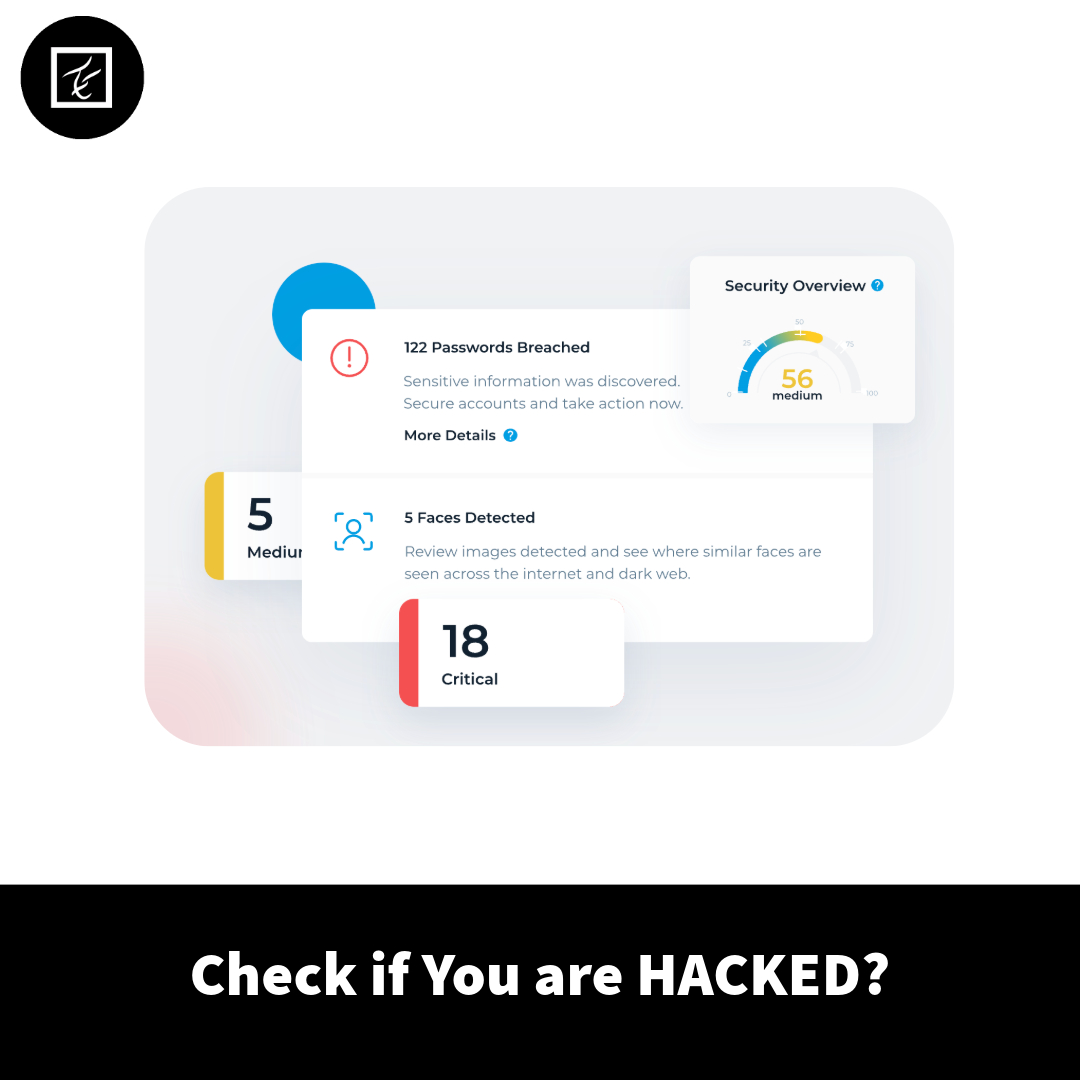 Security Overview ?
50
25
75
56
medium
0
100
122 Passwords Breached
Sensitive information was discovered.
Secure accounts and take action now.
More Details ?
5
Mediur
5 Faces Detected
Review images detected and see where similar faces are
seen across the internet and dark web.
18
Critical
Check if You are HACKED?